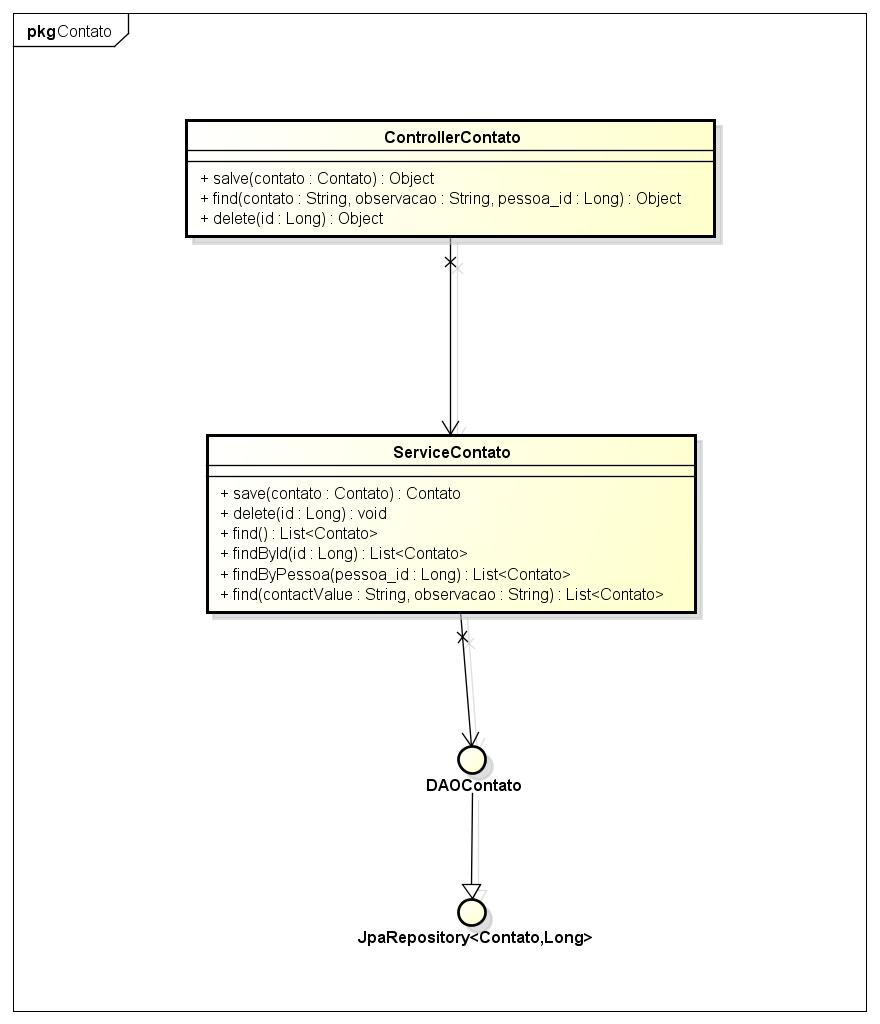 pkg Contato
ControllerContato
+ salve(contato : Contato) : Object
+ find(contato : String, observacao : String, pessoa_id : Long) : Object
+ delete(id : Long) : Object
ServiceContato
+ save(contato : Contato) : Contato
+ delete(id : Long) : void
+ find() : List<Contato>
+ findById(id : Long) : List<Contato>
+ findByPessoa(pessoa_id : Long) : List<Contato>
+ find(contactValue : String, observacao : String) : List<Contato>
DAOContato
JpaRepository<Contato,Long>